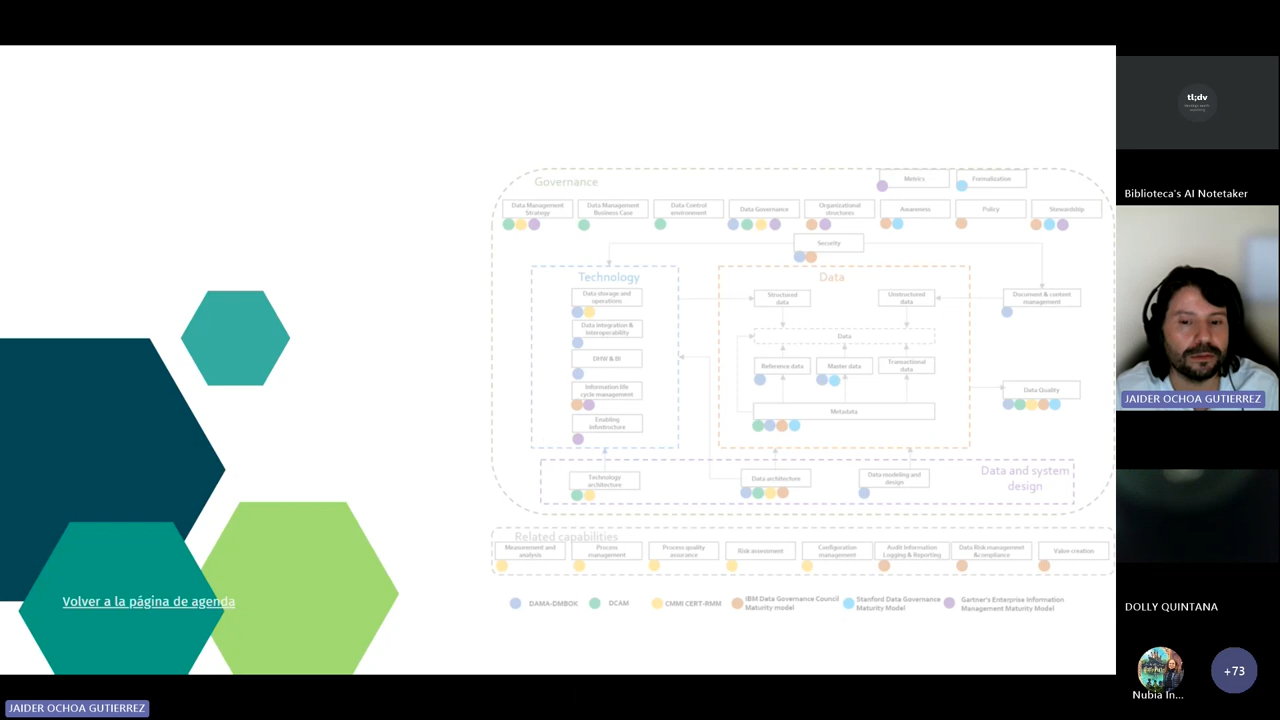 Governance
Metrics
Formalization
Data Management
Strategy
Data Management
Business Case
Data Control
environment
Data Governance
Organizational
structures
Awareness
Policy
Stewardship
Security
Technology
Data storage and
operations
Data integration &
Interoperability
DHW & BI
Information life
cycle management
Enabling
infrustructure
Data
Structured
data
Unstructured
data
Data
Reference data
Master data
Transactional
data
Metadata
Document & content
management
Data Quality
Technology
architecture
Data architecture
Data modeling and
design
Data and system
design
Related capabilities
Measurement and
analysis
Process
management
Process quality
assurance
Risk assessment
Configuration
management
Audit Information
Logging & Reporting
Data Risk management
&compliance
Value creation
DAMA-DMBOK
DCAM
CMMI CERT-RMM
IBM Data Governance Council
Maturity model
Stanford Data Governance
Maturity Model
Gartner's Enterprise Information
Management Maturity Model
Volver a la página de agenda
JAIDER OCHOA GUTIERREZ
tl;dv
Biblioteca's AI Notetaker
JAIDER OCHOA GUTIERREZ
DOLLY QUINTANA
Nubia In...
+73